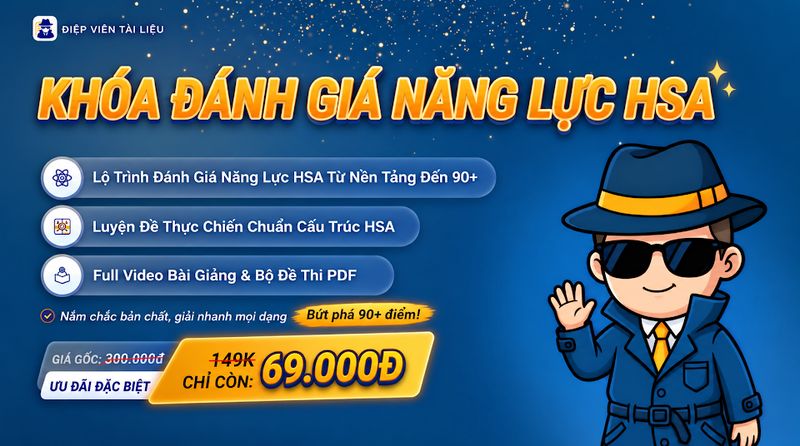 ĐIỆP VIÊN TÀI LIỆU
KHÓA ĐÁNH GIÁ NĂNG LỰC HSA
Lộ Trình Đánh Giá Năng Lực HSA Từ Nền Tảng Đến 90+
Luyện Đề Thực Chiến Chuẩn Cấu Trúc HSA
Full Video Bài Giảng & Bộ Đề Thi PDF
Nắm chắc bản chất, giải nhanh mọi dạng
Bứt phá 90+ điểm!
GIÁ GỐC: 300.000đ
ƯU ĐÃI ĐẶC BIỆT
149K
CHỈ CÒN: 69.000Đ